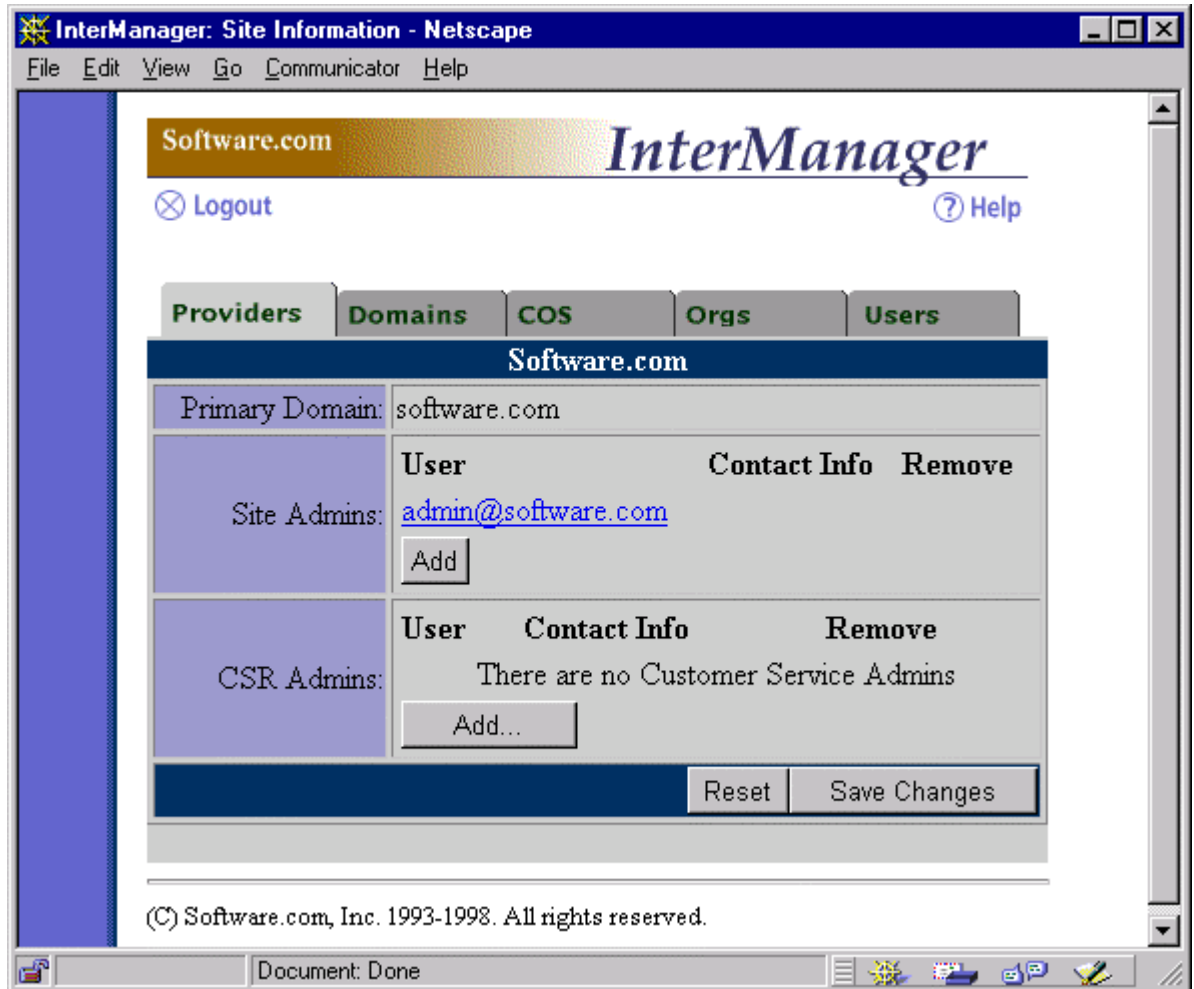 InterManager: Site Information - Netscape
File Edit View Go Communicator Help
Software.com InterManager
Logout ? Help
Providers Domains COS Orgs Users
Software.com
Primary Domain: software.com
User Contact Info Remove
Site Admins: admin@software.com
Add
User Contact Info Remove
CSR Admins: There are no Customer Service Admins
Add...
Reset Save Changes
(C) Software.com, Inc. 1993-1998. All rights reserved.
Document: Done